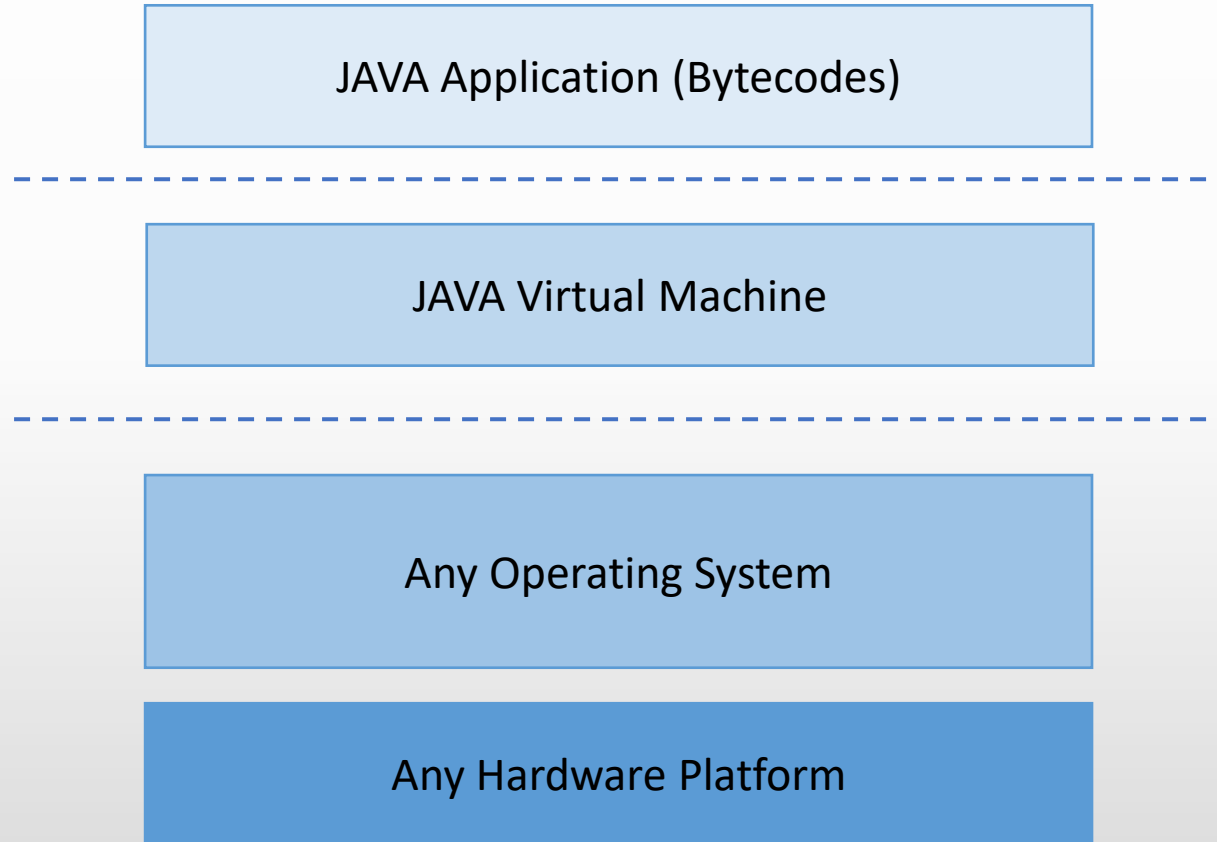 JAVA Application (Bytecodes)
JAVA Virtual Machine
Any Operating System
Any Hardware Platform